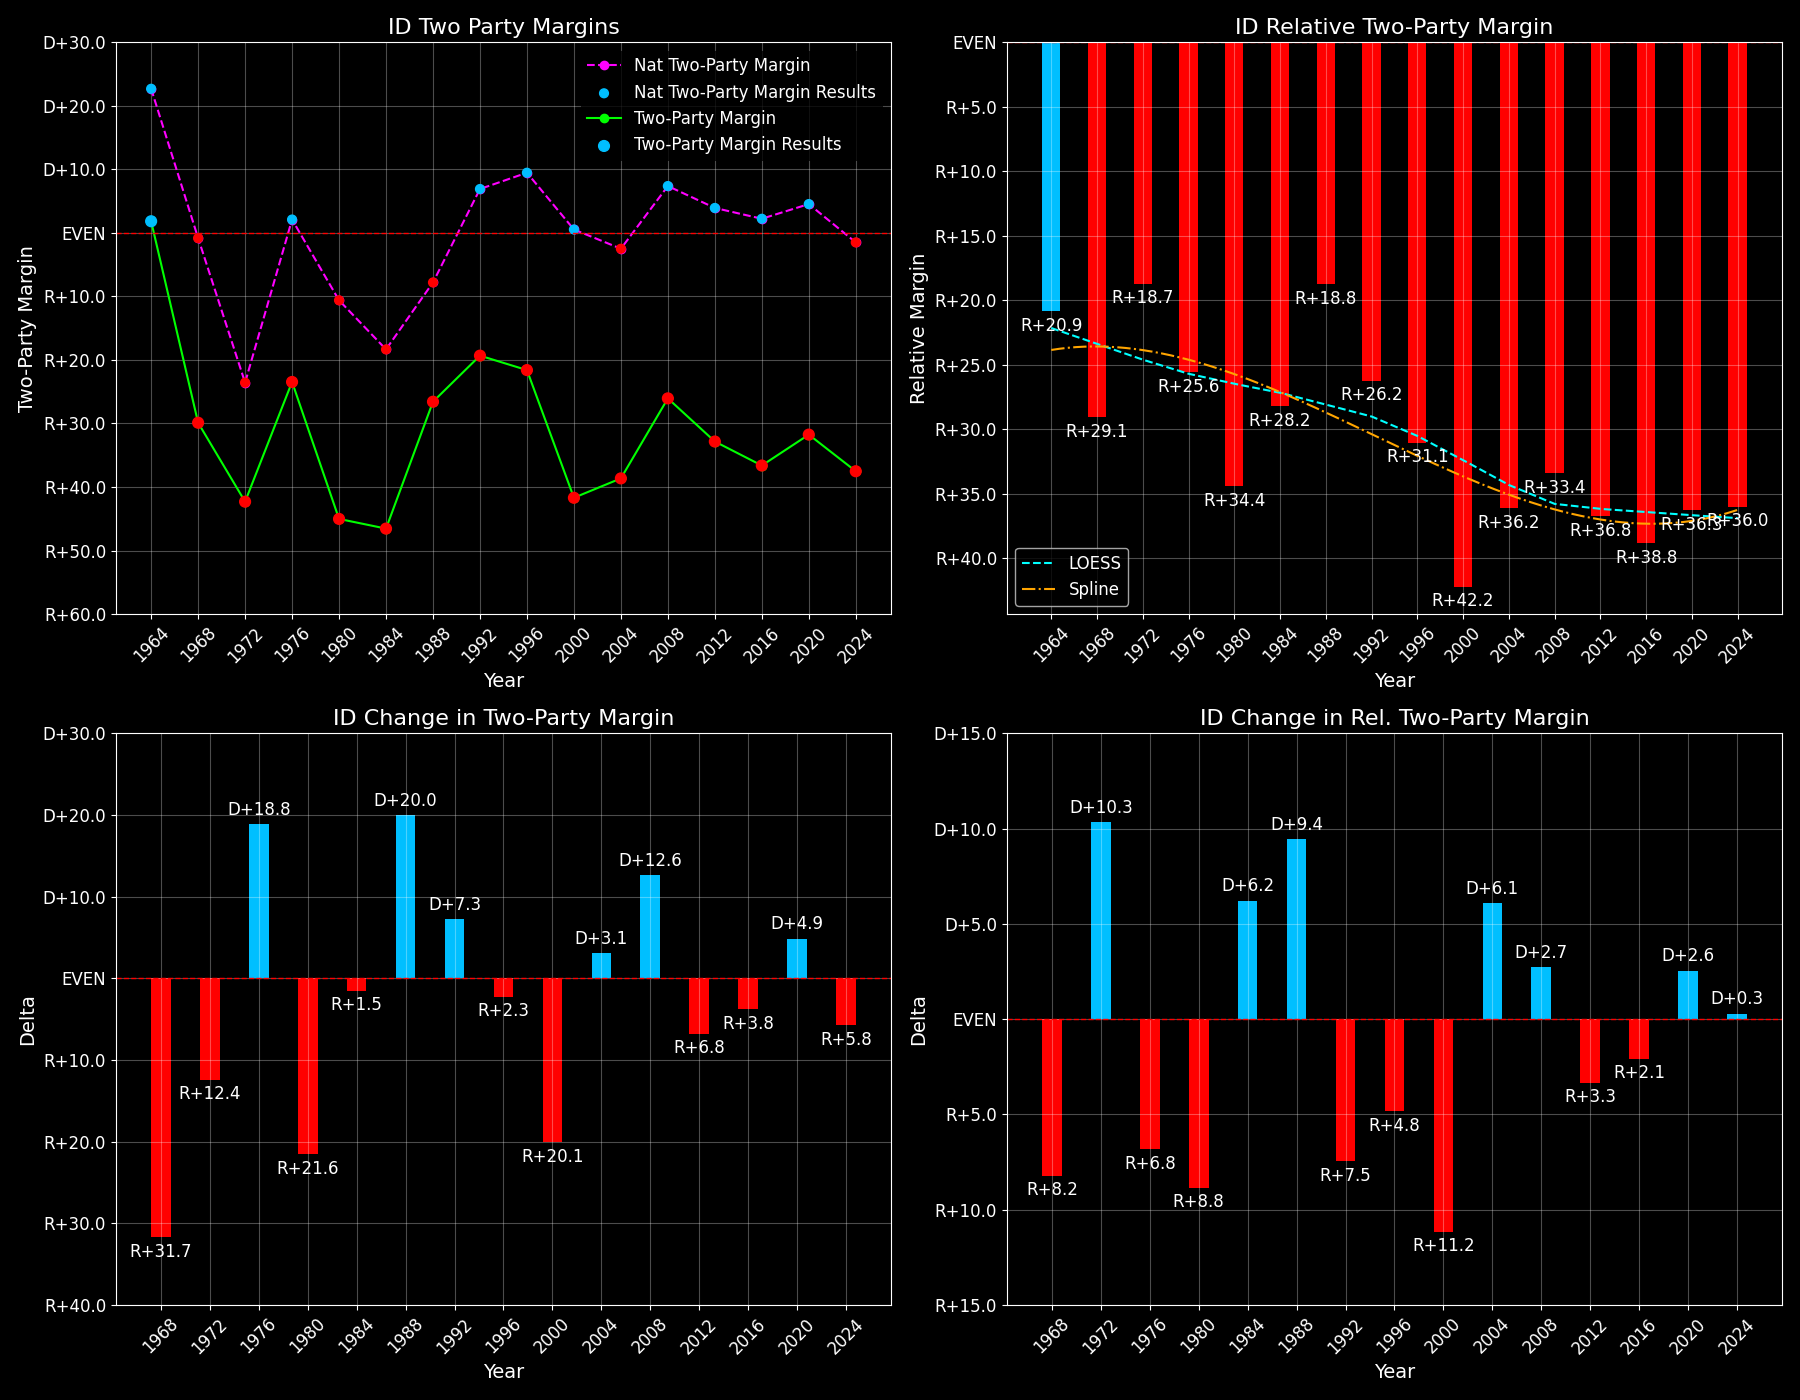 ID Two Party Margins
D+30.0
D+20.0
D+10.0
EVEN
R+10.0
R+20.0
R+30.0
R+40.0
R+50.0
R+60.0
Two-Party Margin
Nat Two-Party Margin
Nat Two-Party Margin Results
Two-Party Margin
Two-Party Margin Results
1964
1968
1972
1976
1980
1984
1988
1992
1996
2000
2004
2008
2012
2016
2020
2024
Year
ID Relative Two-Party Margin
EVEN
R+5.0
R+10.0
R+15.0
R+20.0
R+25.0
R+30.0
R+35.0
R+40.0
Relative Margin
R+20.9
R+29.1
R+18.7
R+25.6
R+34.4
R+28.2
R+18.8
R+26.2
R+31.1
R+42.2
R+36.2
R+33.4
R+36.8
R+38.8
R+36.3
R+36.0
LOESS
Spline
1964
1968
1972
1976
1980
1984
1988
1992
1996
2000
2004
2008
2012
2016
2020
2024
Year
ID Change in Two-Party Margin
D+30.0
D+20.0
D+10.0
EVEN
R+10.0
R+20.0
R+30.0
R+40.0
Delta
R+31.7
R+12.4
D+18.8
R+21.6
R+1.5
D+20.0
D+7.3
R+2.3
R+20.1
D+3.1
D+12.6
R+6.8
R+3.8
D+4.9
R+5.8
1968
1972
1976
1980
1984
1988
1992
1996
2000
2004
2008
2012
2016
2020
2024
Year
ID Change in Rel. Two-Party Margin
D+15.0
D+10.0
D+5.0
EVEN
R+5.0
R+10.0
R+15.0
Delta
R+8.2
D+10.3
R+6.8
R+8.8
D+6.2
D+9.4
R+7.5
R+4.8
R+11.2
D+6.1
D+2.7
R+3.3
R+2.1
D+2.6
D+0.3
1968
1972
1976
1980
1984
1988
1992
1996
2000
2004
2008
2012
2016
2020
2024
Year